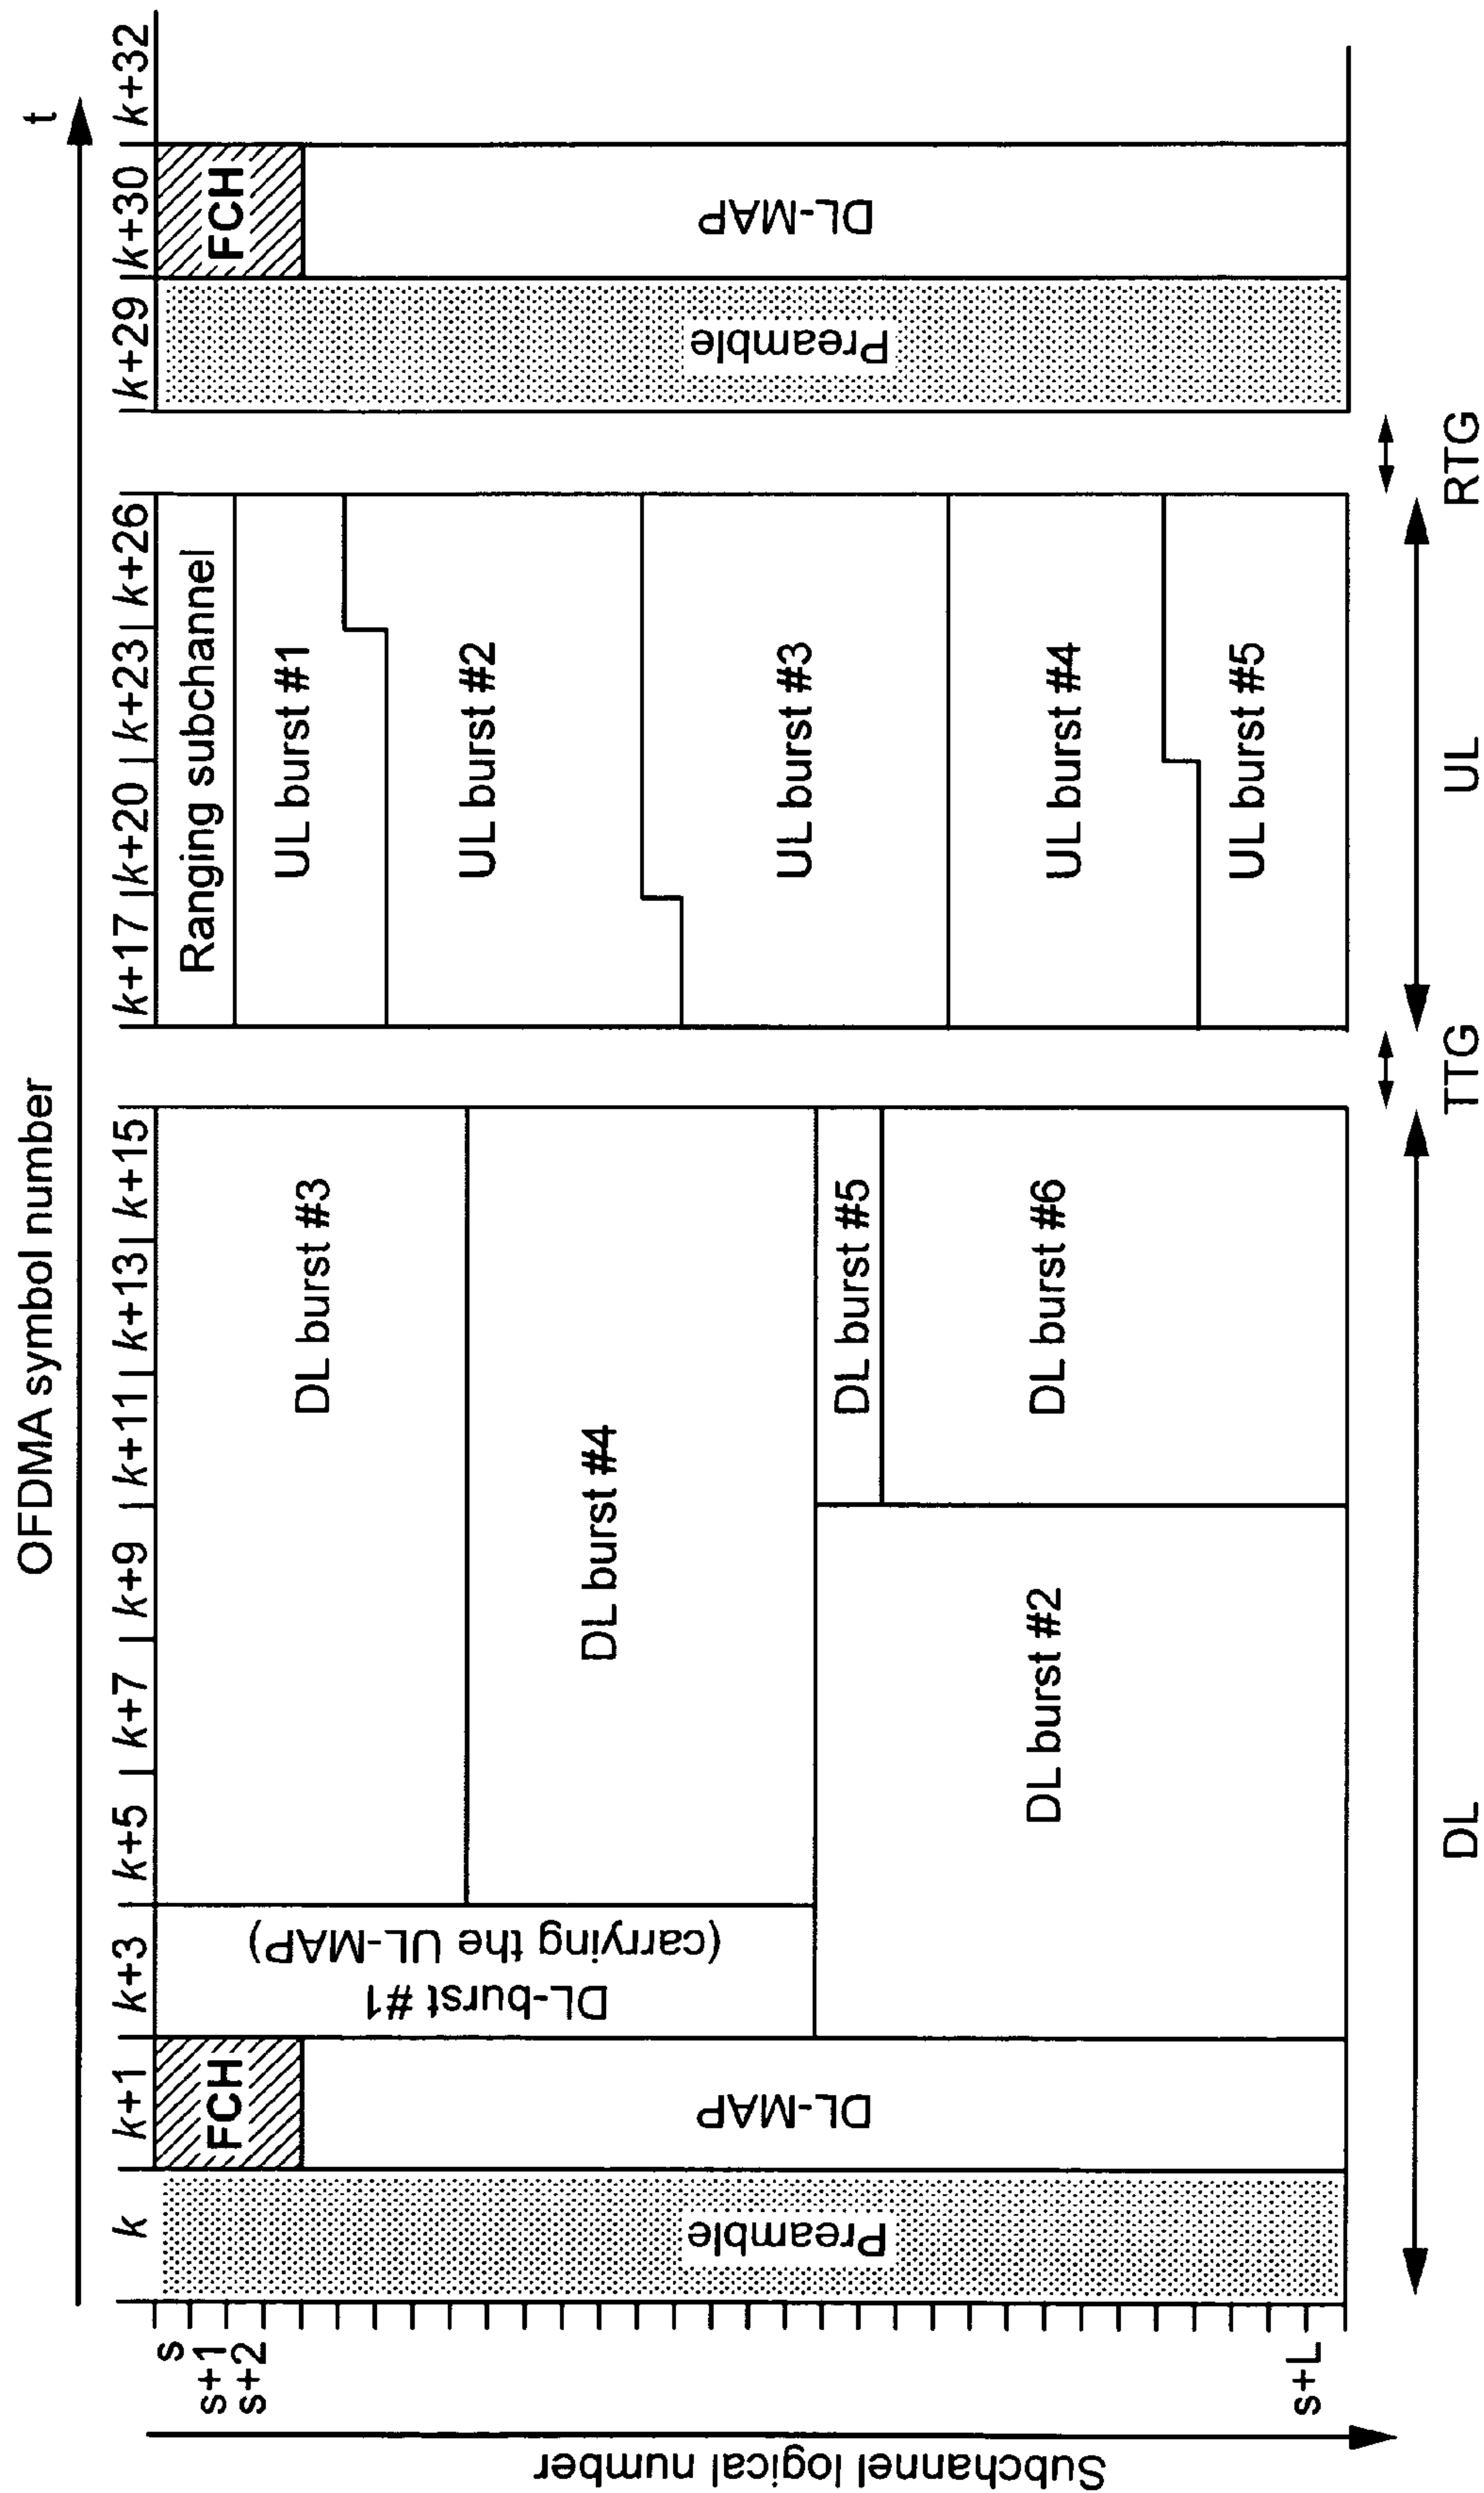 OFDMA symbol number
t
k
k+1
k+3
k+5
k+7
k+9
k+11
k+13
k+15
k+17
k+20
k+23
k+26
k+29
k+30
k+32
Subchannel logical number
s
s+1
s+2
s+L
Preamble
FCH
DL-MAP
DL-burst #1
(carrying the UL-MAP)
DL burst #3
DL burst #4
DL burst #2
DL burst #5
DL burst #6
Ranging subchannel
UL burst #1
UL burst #2
UL burst #3
UL burst #4
UL burst #5
Preamble
FCH
DL-MAP
DL
TTG
UL
RTG